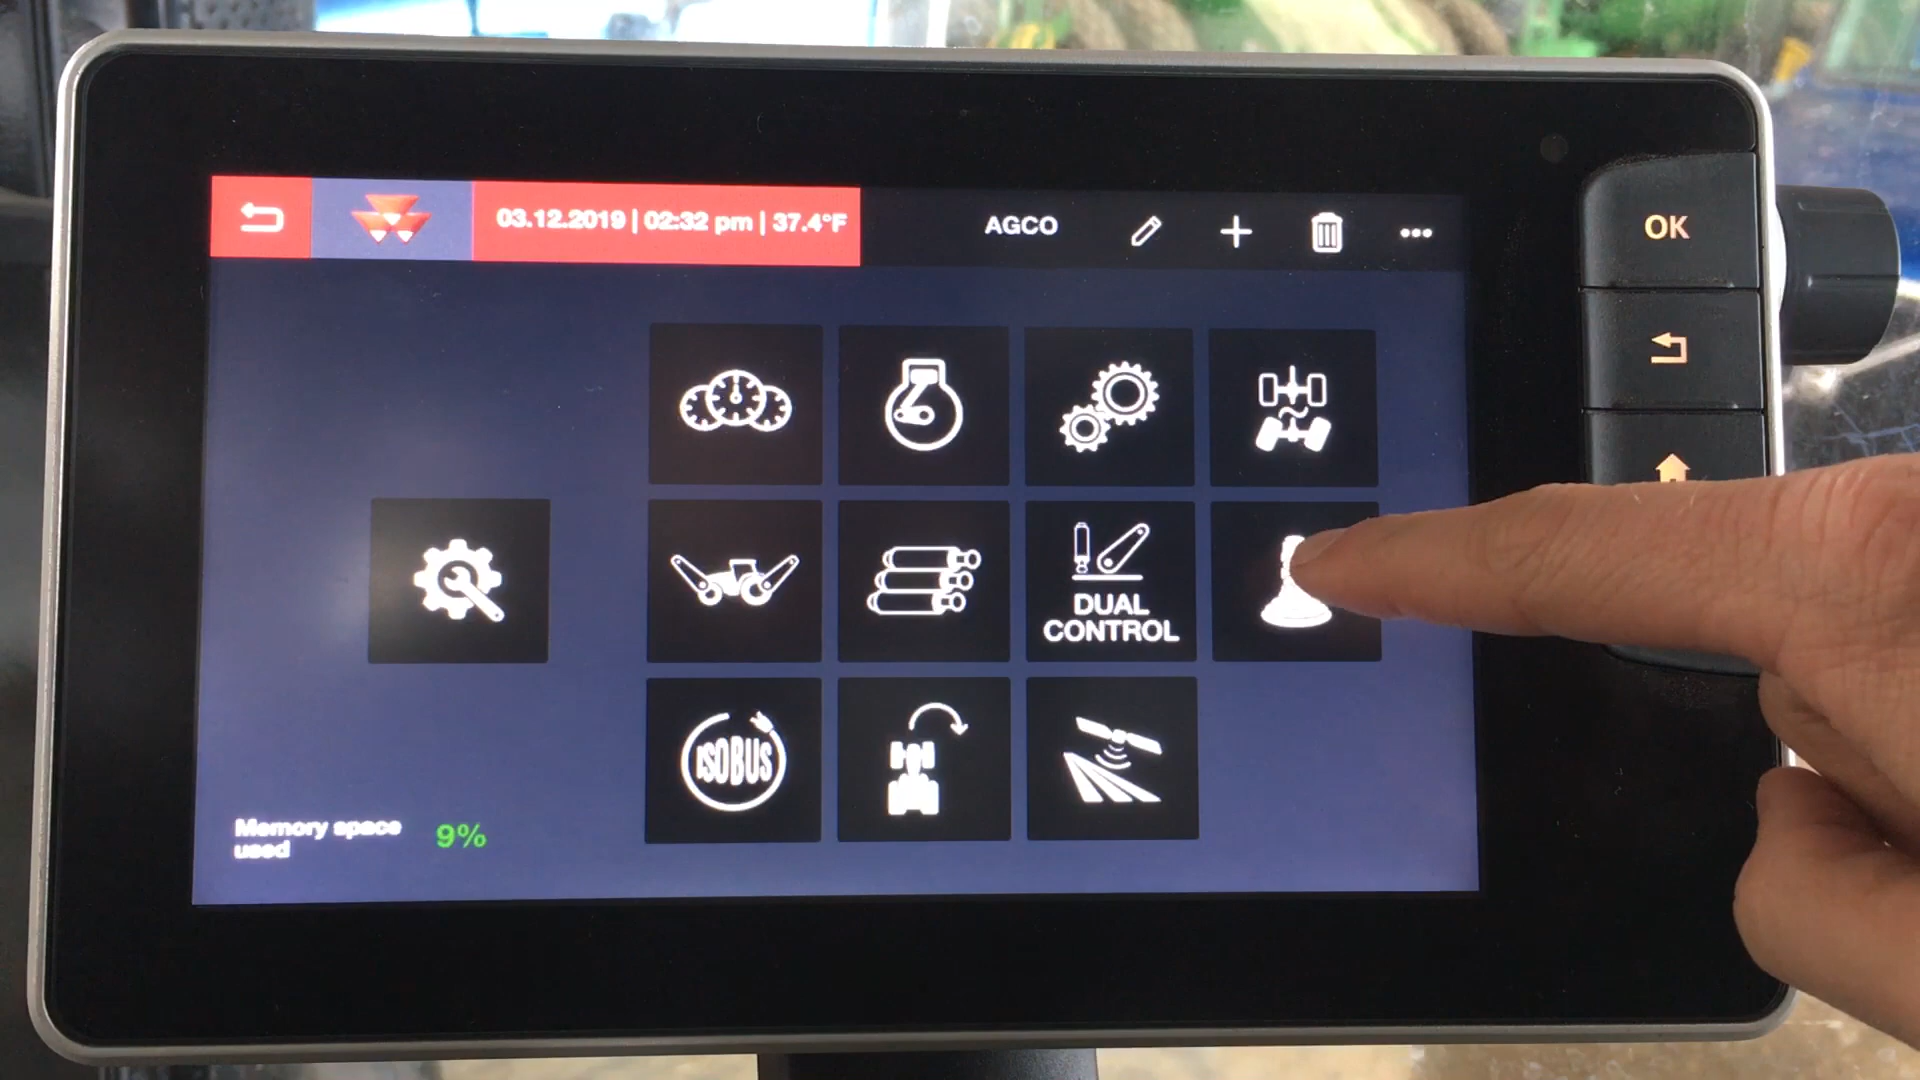 03.12.2019 | 02:32 pm | 37.4°F
AGCO
OK
DUAL
CONTROL
ISOBUS
Memory space
used
9%